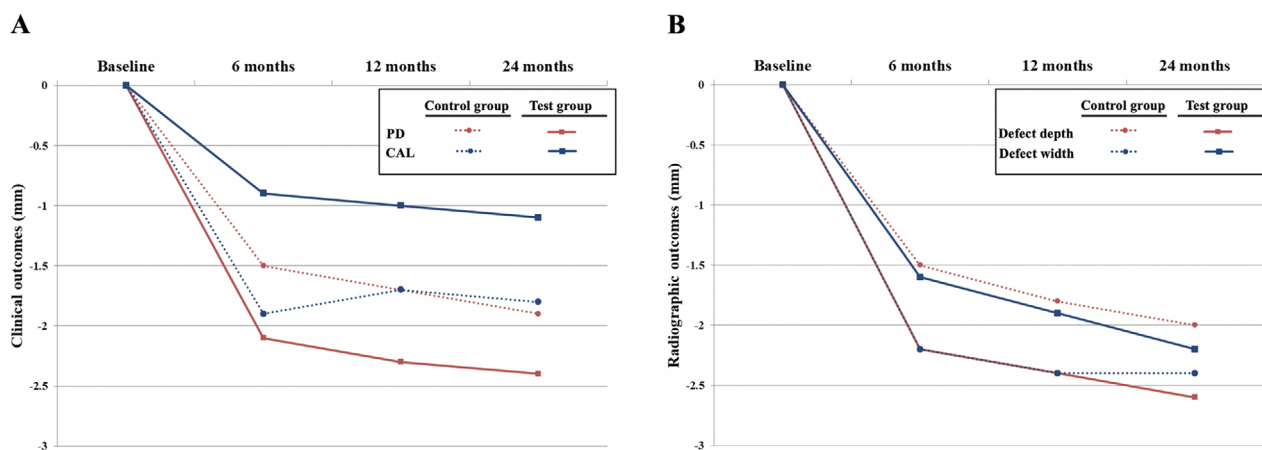 A
Baseline 6 months 12 months 24 months
0
-0.5
-1
-1.5
-2
-2.5
-3
Clinical outcomes (mm)
Control group Test group
PD
CAL
B
Baseline 6 months 12 months 24 months
0
-0.5
-1
-1.5
-2
-2.5
-3
Radiographic outcomes (mm)
Control group Test group
Defect depth
Defect width